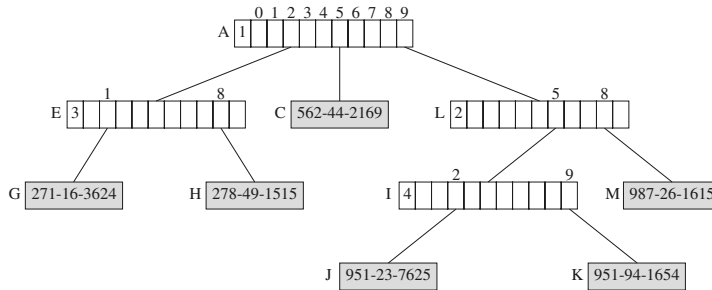 0 1 2 3 4 5 6 7 8 9
A 1
1 8 5 8
E 3 C 562-44-2169 L 2
2 9
G 271-16-3624 H 278-49-1515 I 4 M 987-26-1615
J 951-23-7625 K 951-94-1654